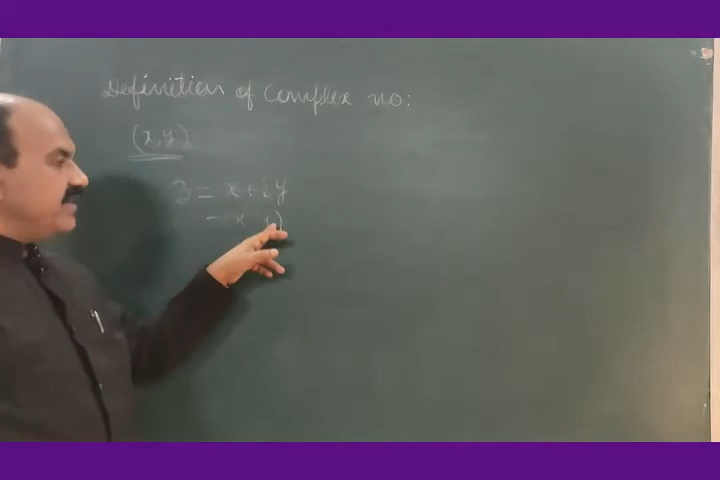 Definition of Complex no:
(x,y)
z = x + iy
= x